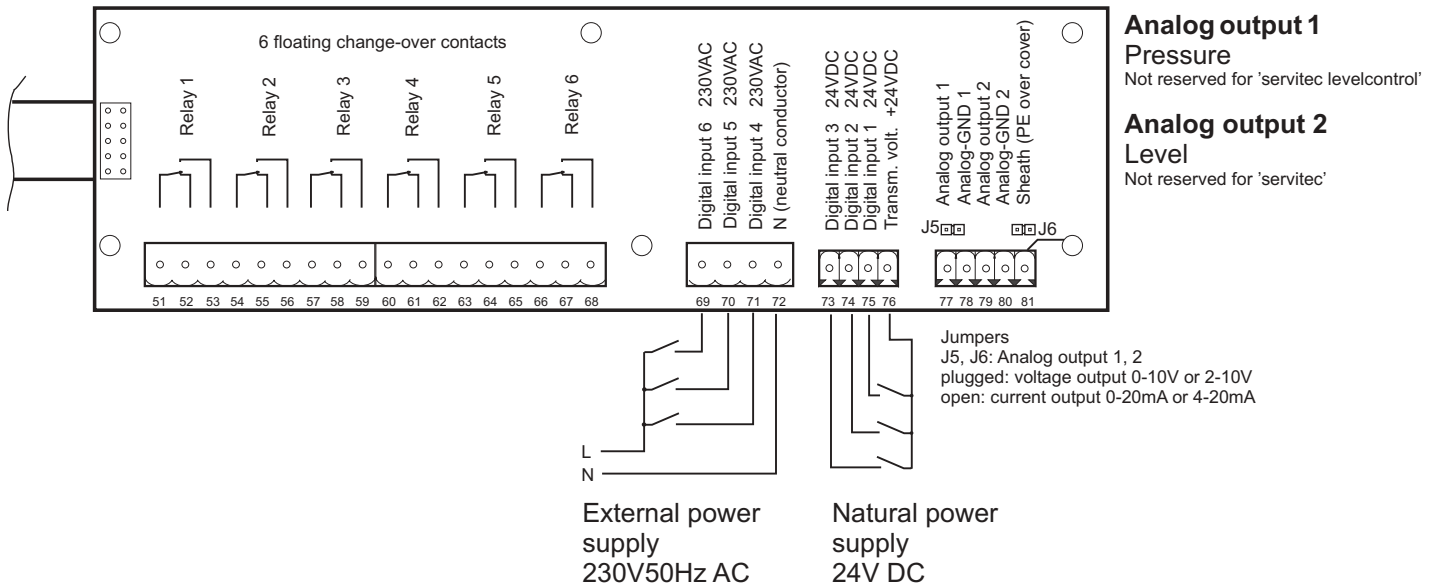 6 floating change-over contacts
Relay 1
Relay 2
Relay 3
Relay 4
Relay 5
Relay 6
Digital input 6 230VAC
Digital input 5 230VAC
Digital input 4 230VAC
N (neutral conductor)
Digital input 3 24VDC
Digital input 2 24VDC
Digital input 1 24VDC
Transm. volt. +24VDC
Analog output 1
Analog-GND 1
Analog output 2
Analog-GND 2
Sheath (PE over cover)
J5
J6
51 52 53 54 55 56 57 58 59 60 61 62 63 64 65 66 67 68
69 70 71 72
73 74 75 76
77 78 79 80 81
Analog output 1
Pressure
Not reserved for 'servitec levelcontrol'
Analog output 2
Level
Not reserved for 'servitec'
Jumpers
J5, J6: Analog output 1, 2
plugged: voltage output 0-10V or 2-10V
open: current output 0-20mA or 4-20mA
L
N
External power
supply
230V50Hz AC
Natural power
supply
24V DC